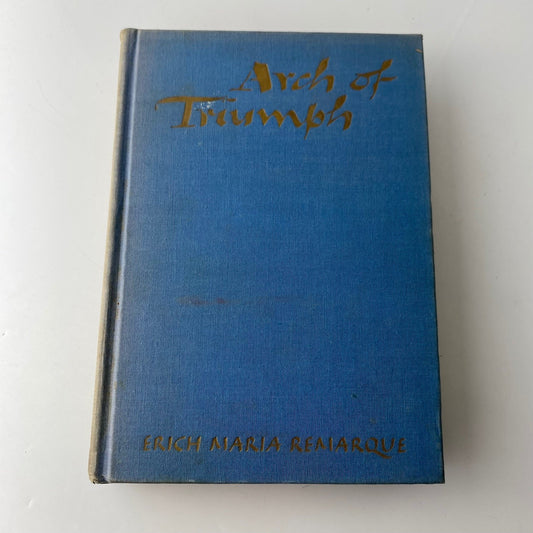 Arch of
Triumph
ERICH MARIA REMARQUE